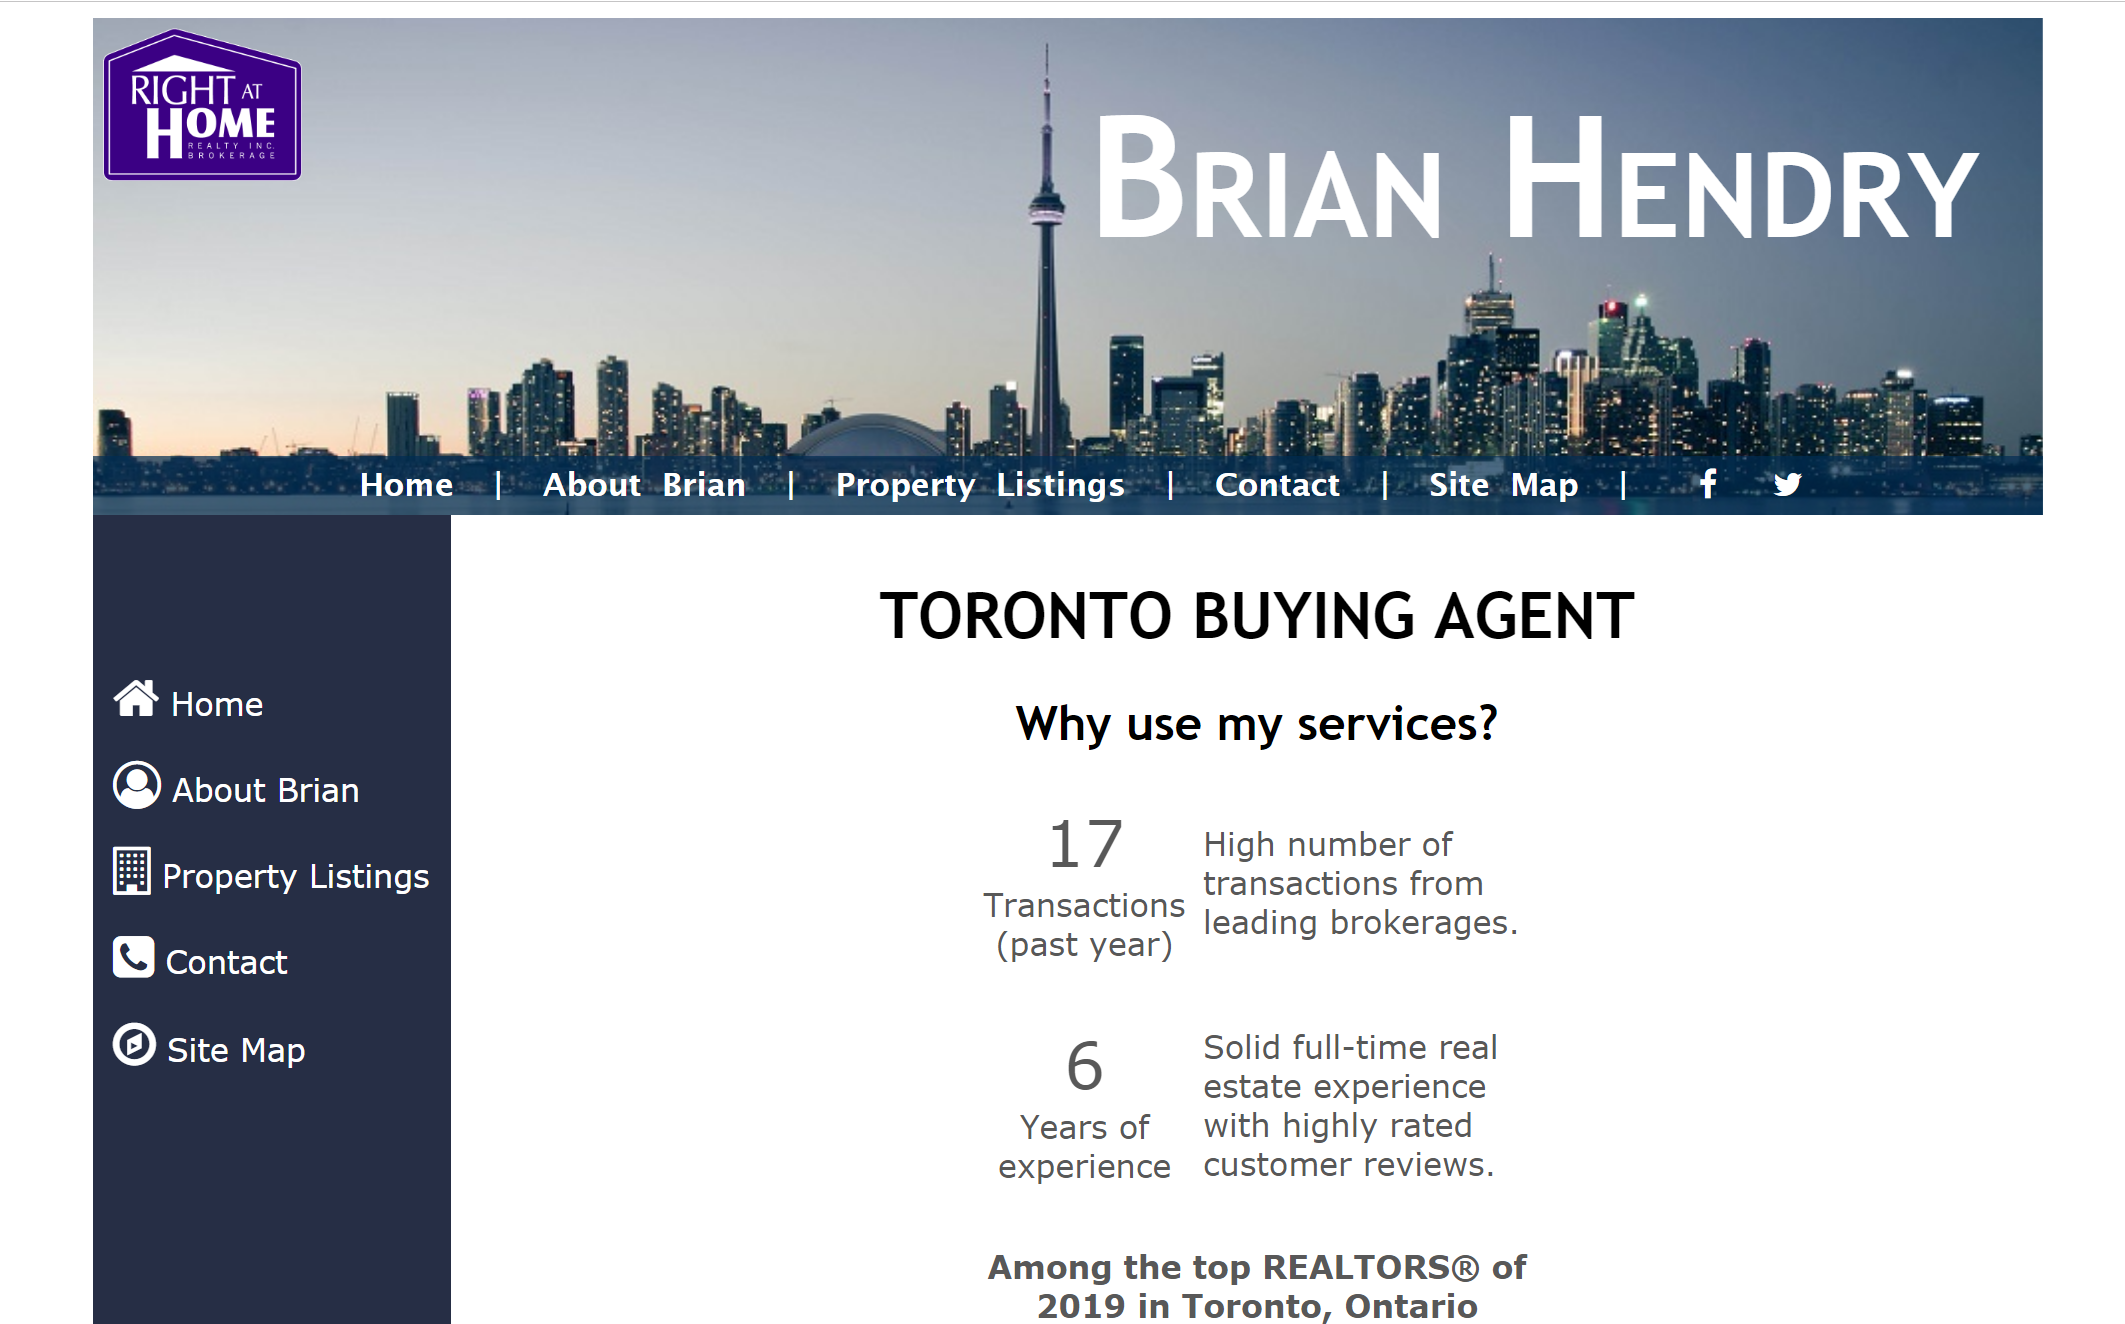 RIGHT AT
HOME
REALTY INC.
BROKERAGE
BRIAN HENDRY
Home | About Brian | Property Listings | Contact | Site Map |
TORONTO BUYING AGENT
Why use my services?
Home
About Brian
Property Listings
Contact
Site Map
17
Transactions
(past year)
High number of
transactions from
leading brokerages.
6
Years of
experience
Solid full-time real
estate experience
with highly rated
customer reviews.
Among the top REALTORS® of
2019 in Toronto, Ontario